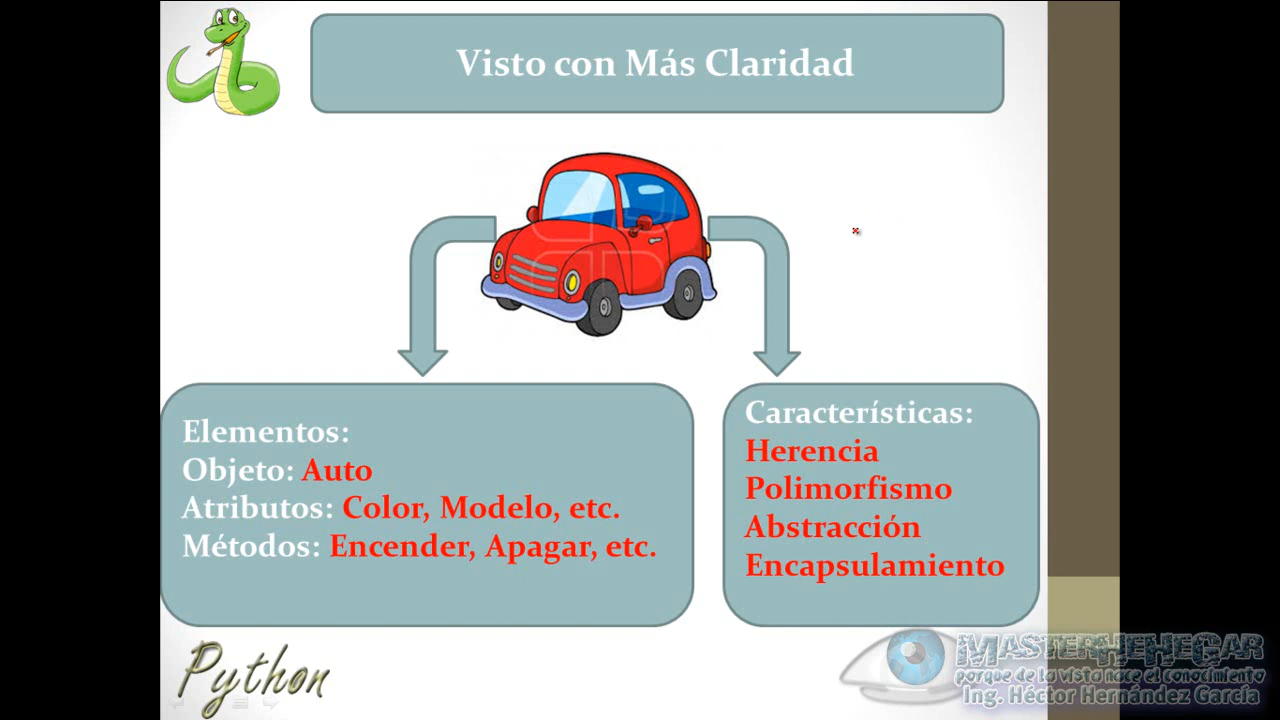 Visto con Más Claridad
Elementos:
Objeto: Auto
Atributos: Color, Modelo, etc.
Métodos: Encender, Apagar, etc.
Características:
Herencia
Polimorfismo
Abstracción
Encapsulamiento
Python
MASTERHEHEGAR
porque de la vista nace el conocimiento
Ing. Héctor Hernández García